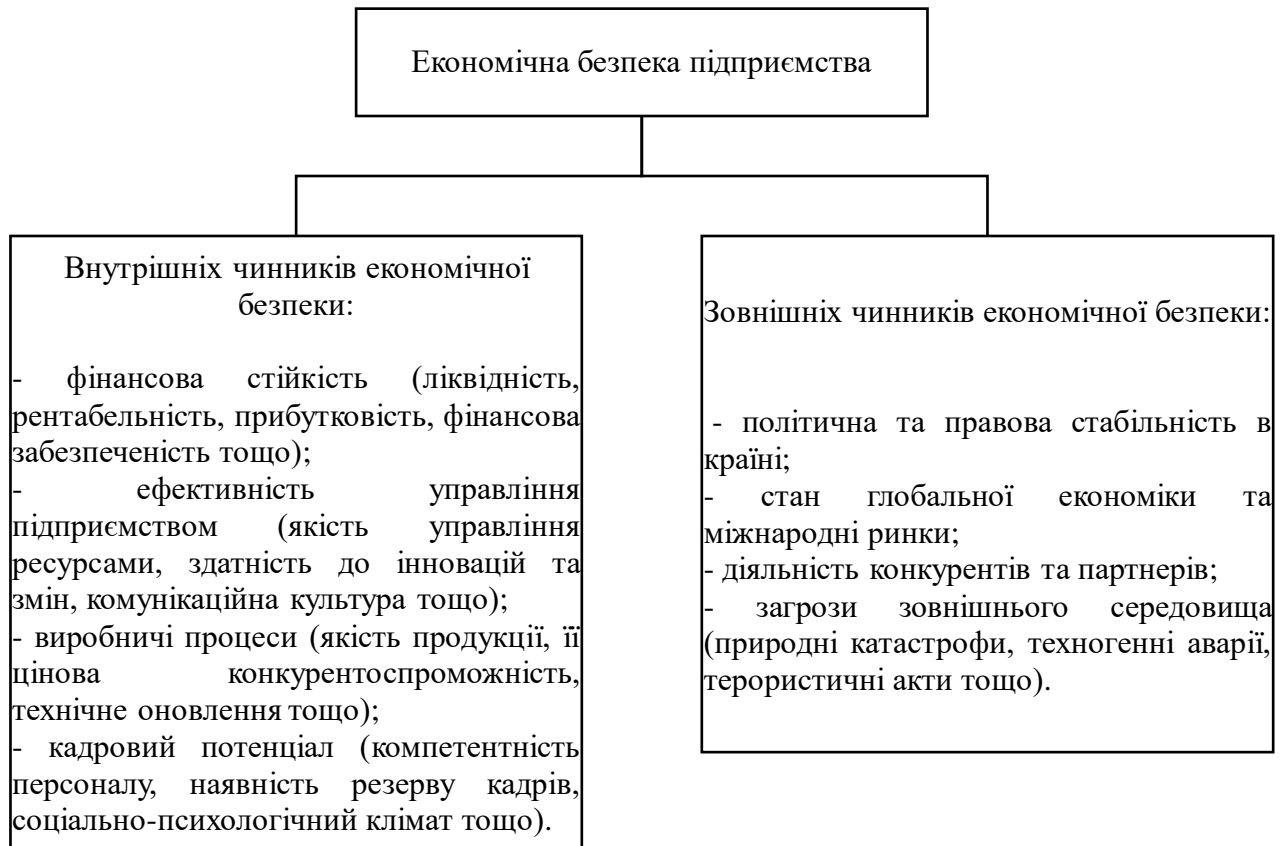 Економічна безпека підприємства
Внутрішніх чинників економічної
безпеки:
- фінансова стійкість (ліквідність,
рентабельність, прибутковість, фінансова
забезпеченість тощо);
- ефективність управління
підприємством (якість управління
ресурсами, здатність до інновацій та
змін, комунікаційна культура тощо);
- виробничі процеси (якість продукції, її
цінова конкурентоспроможність,
технічне оновлення тощо);
- кадровий потенціал (компетентність
персоналу, наявність резерву кадрів,
соціально-психологічний клімат тощо).
Зовнішніх чинників економічної безпеки:
- політична та правова стабільність в
країні;
- стан глобальної економіки та
міжнародні ринки;
- діяльність конкурентів та партнерів;
- загрози зовнішнього середовища
(природні катастрофи, техногенні аварії,
терористичні акти тощо).